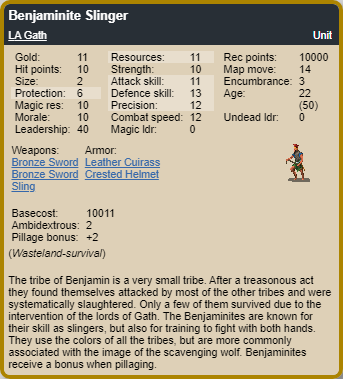 Benjaminite Slinger
LA Gath Unit
Gold: 11 Resources: 11 Rec points: 10000
Hit points: 10 Strength: 10 Map move: 14
Size: 2 Attack skill: 11 Encumbrance: 3
Protection: 6 Defence skill: 13 Age: 22
Magic res: 10 Precision: 12 (50)
Morale: 10 Combat speed: 12 Undead ldr: 0
Leadership: 40 Magic ldr: 0
Weapons: Armor:
Bronze Sword Leather Cuirass
Bronze Sword Crested Helmet
Sling
Basecost: 10011
Ambidextrous: 2
Pillage bonus: +2
(Wasteland-survival)
The tribe of Benjamin is a very small tribe. After a treasonous act
they found themselves attacked by most of the other tribes and were
systematically slaughtered. Only a few of them survived due to the
intervention of the lords of Gath. The Benjaminites are known for
their skill as slingers, but also for training to fight with both hands.
They use the colors of all the tribes, but are more commonly
associated with the image of the scavenging wolf. Benjaminites
receive a bonus when pillaging.